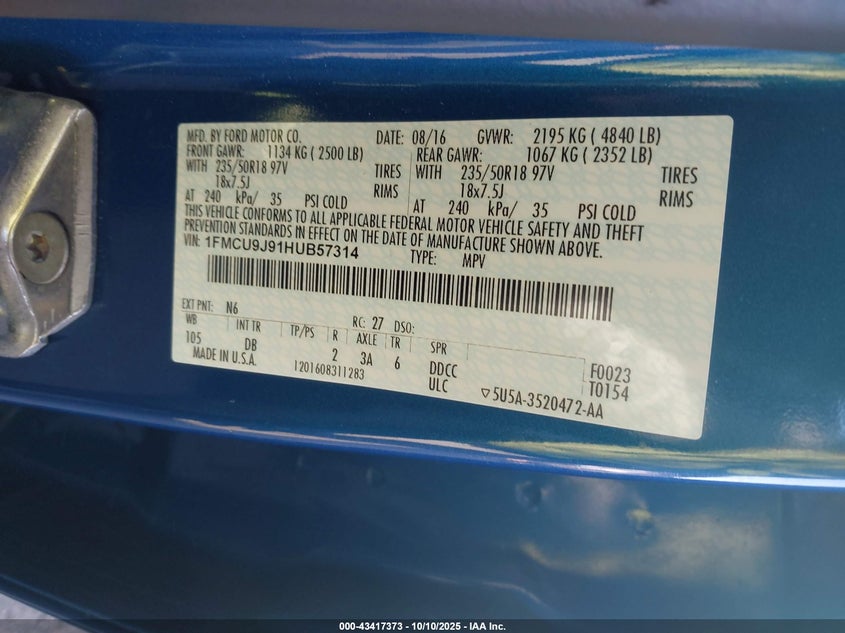 MFD. BY FORD MOTOR CO. DATE: 08/16 GVWR: 2195 KG ( 4840 LB)
FRONT GAWR: 1134 KG ( 2500 LB) REAR GAWR: 1067 KG ( 2352 LB)
WITH 235/50R18 97V TIRES WITH 235/50R18 97V TIRES
18x7.5J RIMS 18x7.5J RIMS
AT 240 kPa/ 35 PSI COLD AT 240 kPa/ 35 PSI COLD
THIS VEHICLE CONFORMS TO ALL APPLICABLE FEDERAL MOTOR VEHICLE SAFETY AND THEFT
PREVENTION STANDARDS IN EFFECT ON THE DATE OF MANUFACTURE SHOWN ABOVE.
VIN: 1FMCU9J91HUB57314 TYPE: MPV
EXT PNT: N6 RC: 27 DSO:
WB INT TR TP/PS R AXLE TR SPR
105 DB 2 3A 6 DDCC F0023
MADE IN U.S.A. 1201608311283 ULC T0154
▽5U5A-3520472-AA
000-43417373 | 10/10/2025 | IAA Inc.